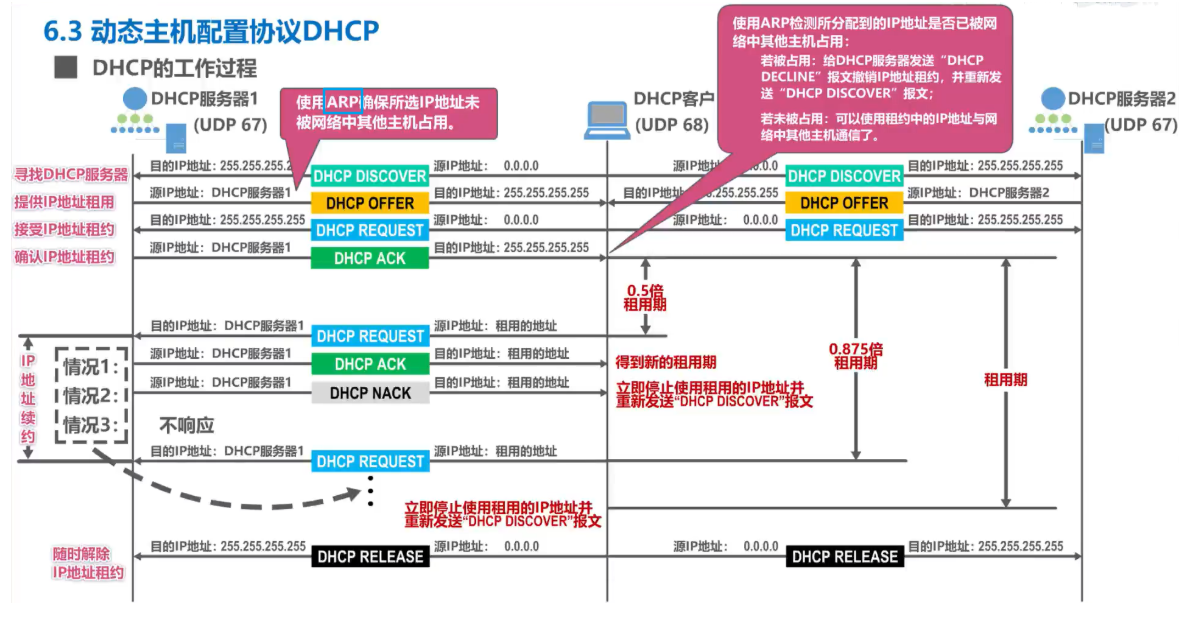 6.3 动态主机配置协议DHCP
DHCP的工作过程
使用ARP检测所分配到的IP地址是否已被网
络中其他主机占用：
若被占用：给DHCP服务器发送“DHCP
DECLINE”报文撤销IP地址租约，并重新发
送“DHCP DISCOVER”报文；
若未被占用：可以使用租约中的IP地址与网
络中其他主机通信了。
DHCP服务器1
(UDP 67)
使用ARP确保所选IP地址未
被网络中其他主机占用。
DHCP客户
(UDP 68)
DHCP服务器2
(UDP 67)
寻找DHCP服务器
目的IP地址：255.255.255.2
DHCP DISCOVER
源IP地址： 0.0.0.0
源IP地址： .0.0
DHCP DISCOVER
目的IP地址：255.255.255.255
提供IP地址租用
源IP地址：DHCP服务器1
DHCP OFFER
目的IP地址：255.255.255.255
目的IP地址： 255.255.255.255
DHCP OFFER
源IP地址：DHCP服务器2
接受IP地址租约
目的IP地址：255.255.255.255
DHCP REQUEST
源IP地址： 0.0.0.0
源IP地址： 0.0.0.0
DHCP REQUEST
目的IP地址：255.255.255.255
确认IP地址租约
源IP地址：DHCP服务器1
DHCP ACK
目的IP地址：255.255.255.255
0.5倍
租用期
0.875倍
租用期
租用期
IP
地
址
续
约
目的IP地址：DHCP服务器1
DHCP REQUEST
源IP地址：租用的地址
情况1：
源IP地址：DHCP服务器1
DHCP ACK
目的IP地址：租用的地址
得到新的租用期
情况2：
源IP地址：DHCP服务器1
DHCP NACK
目的IP地址：租用的地址
立即停止使用租用的IP地址并
重新发送“DHCP DISCOVER”报文
情况3：
不响应
目的IP地址：DHCP服务器1
DHCP REQUEST
源IP地址：租用的地址
立即停止使用租用的IP地址并
重新发送“DHCP DISCOVER”报文
随时解除
IP地址租约
目的IP地址：255.255.255.255
DHCP RELEASE
源IP地址： 0.0.0.0
源IP地址： 0.0.0.0
DHCP RELEASE
目的IP地址：255.255.255.255